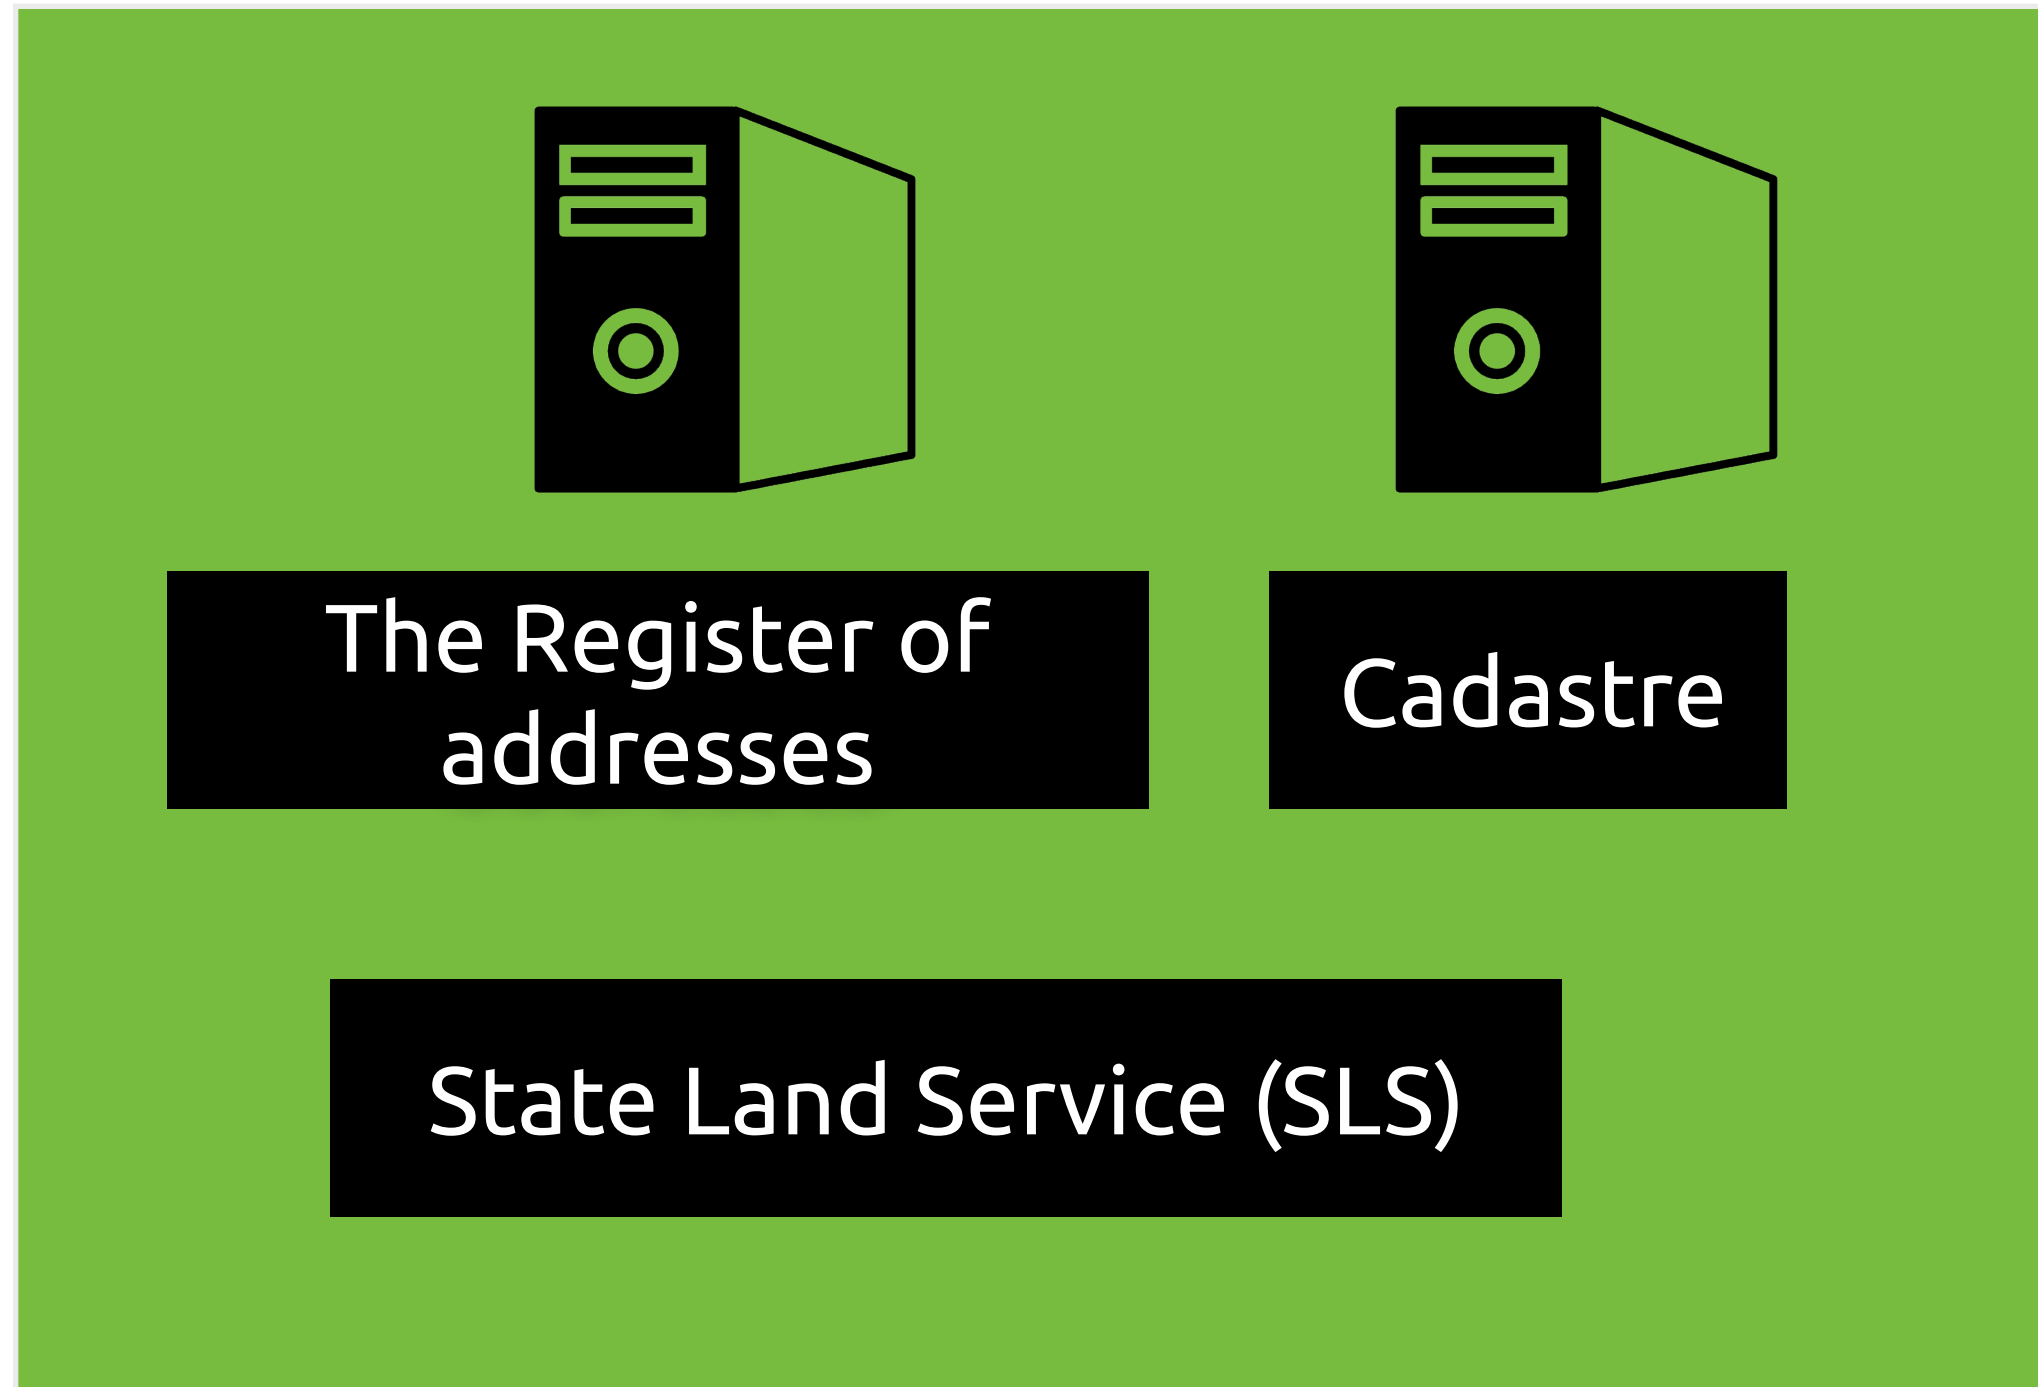 The Register of
addresses
Cadastre
State Land Service (SLS)